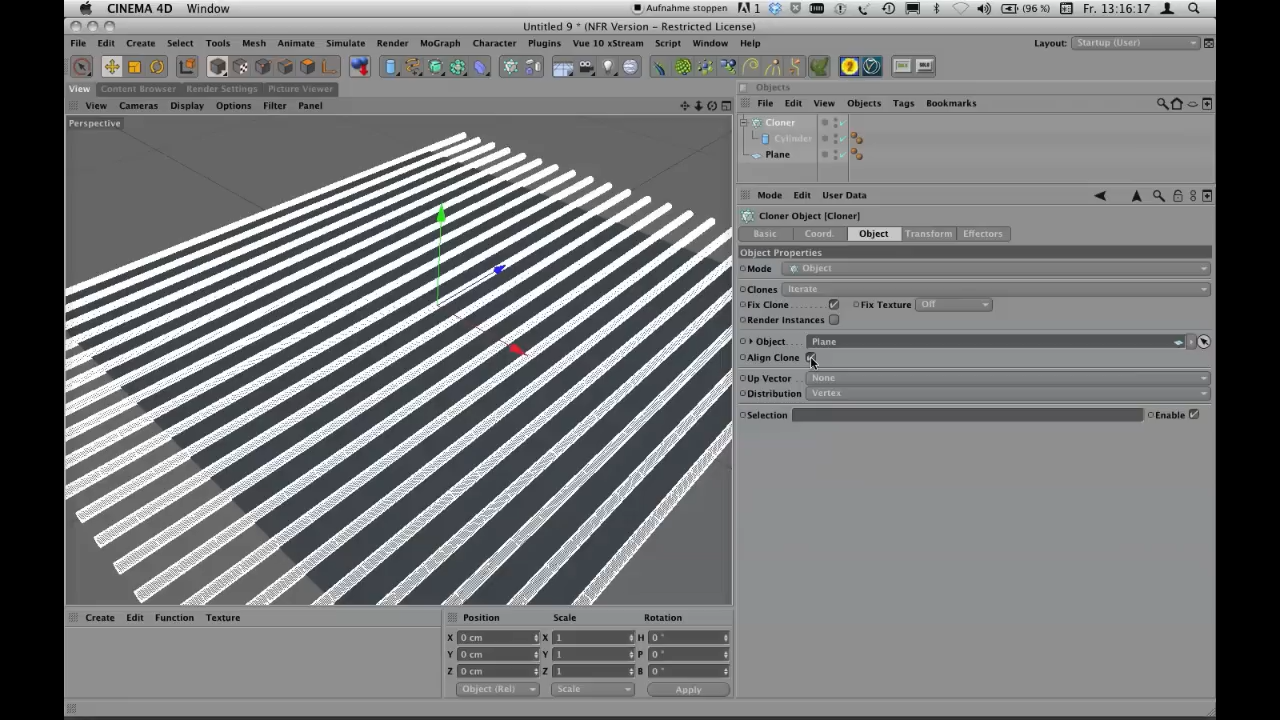 CINEMA 4D Window Aufnahme stoppen 1 (96 %) Fr. 13:16:17
Untitled 9 * (NFR Version - Restricted License)
File Edit Create Select Tools Mesh Animate Simulate Render MoGraph Character Plugins Vue 10 xStream Script Window Help Layout: Startup (User)
View Content Browser Render Settings Picture Viewer Objects
View Cameras Display Options Filter Panel File Edit View Objects Tags Bookmarks
Perspective
Cloner
Cylinder
Plane
Mode Edit User Data
Cloner Object [Cloner]
Basic Coord. Object Transform Effectors
Object Properties
Mode Object
Clones Iterate
Fix Clone Fix Texture Off
Render Instances
Object Plane
Align Clone
Up Vector None
Distribution Vertex
Selection Enable
Create Edit Function Texture Position Scale Rotation
X 0 cm X 1 H 0 °
Y 0 cm Y 1 P 0 °
Z 0 cm Z 1 B 0 °
Object (Rel) Scale Apply